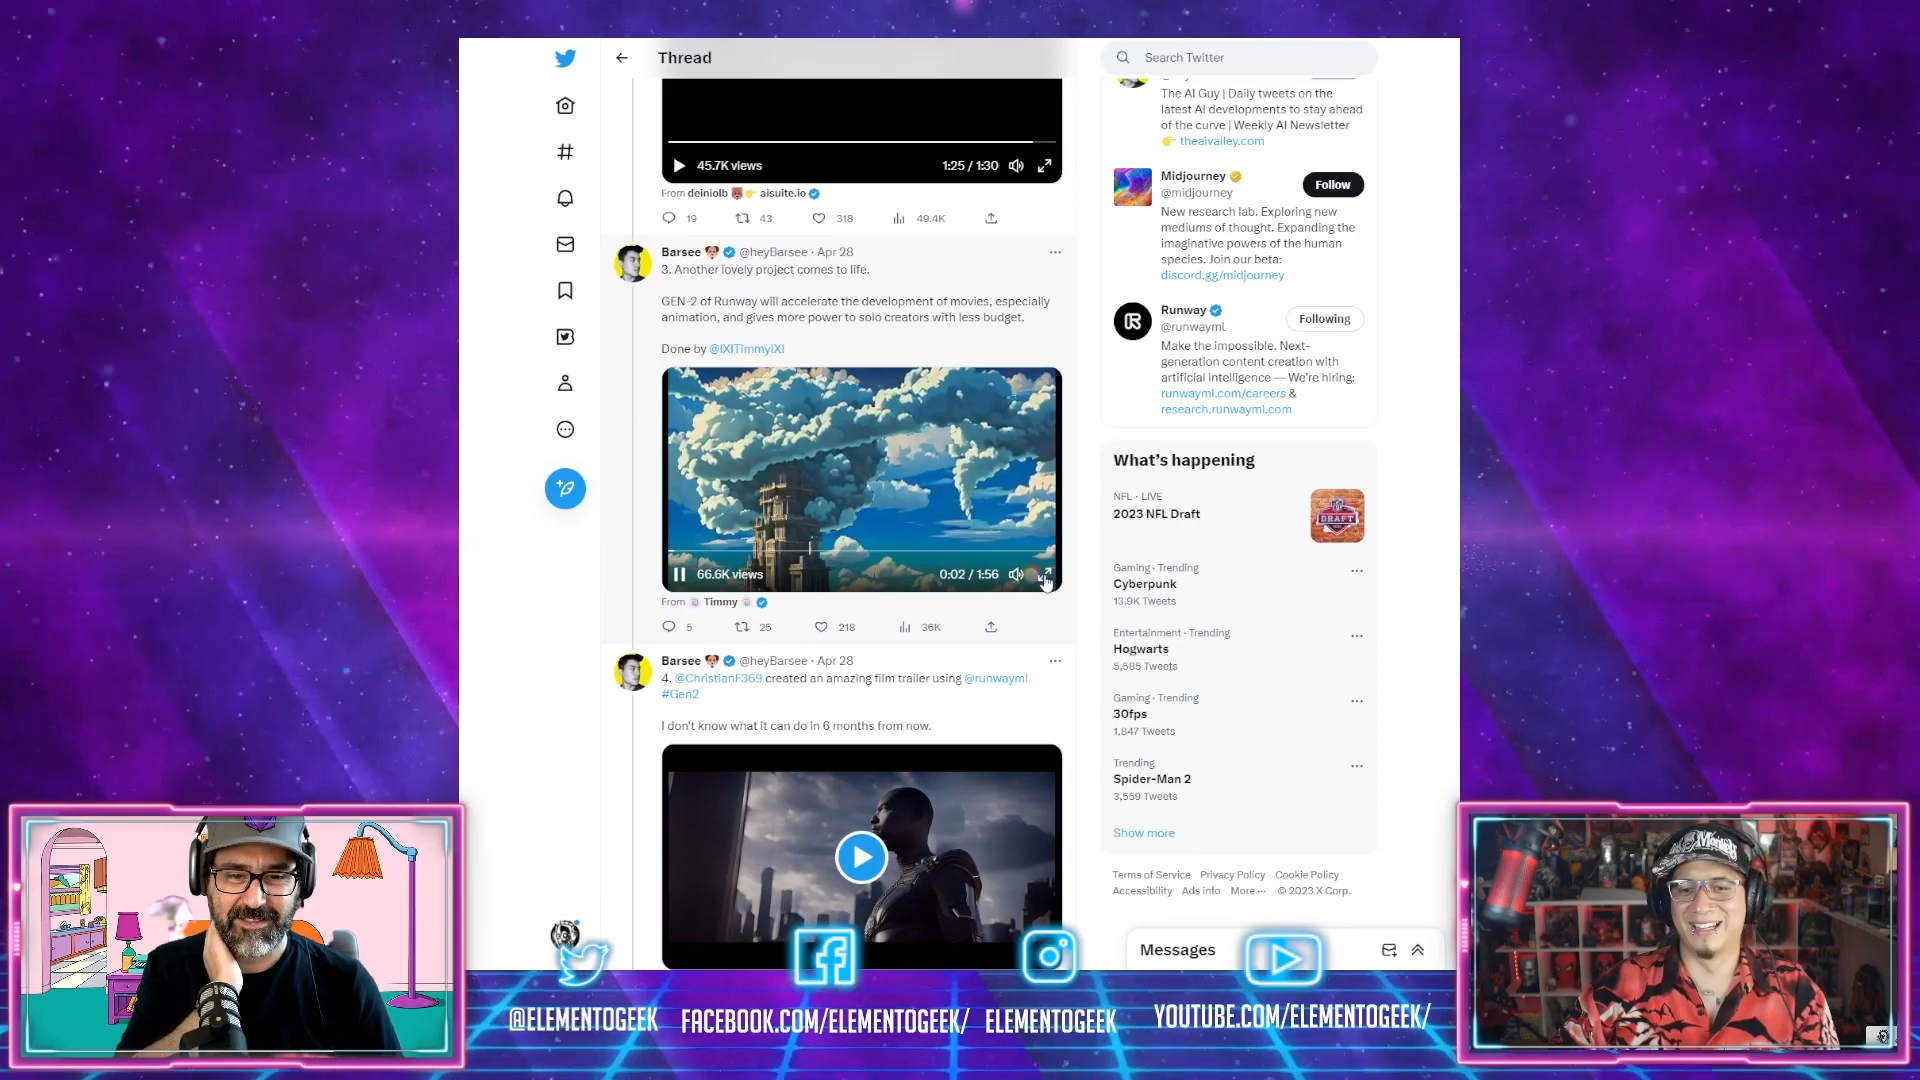 Thread
45.7K views
1:25 / 1:30
From deiniolb 🐻👉 aisuite.io
19
43
318
49.4K
Barsee @heyBarsee · Apr 28
3. Another lovely project comes to life.
GEN-2 of Runway will accelerate the development of movies, especially
animation, and gives more power to solo creators with less budget.
Done by @IXITimmyIXI
66.6K views
0:02 / 1:56
From Timmy
5
25
218
36K
Barsee @heyBarsee · Apr 28
4. @ChristianF369 created an amazing film trailer using @runwayml
#Gen2
I don't know what it can do in 6 months from now.
Search Twitter
The AI Guy | Daily tweets on the
latest AI developments to stay ahead
of the curve | Weekly AI Newsletter
👉 theaivalley.com
Midjourney
@midjourney
Follow
New research lab. Exploring new
mediums of thought. Expanding the
imaginative powers of the human
species. Join our beta:
discord.gg/midjourney
Runway
@runwayml
Following
Make the impossible. Next-
generation content creation with
artificial intelligence — We're hiring:
runwayml.com/careers &
research.runwayml.com
What's happening
NFL · LIVE
2023 NFL Draft
DRAFT
Gaming · Trending
Cyberpunk
13.9K Tweets
Entertainment · Trending
Hogwarts
5,585 Tweets
Gaming · Trending
30fps
1,847 Tweets
Trending
Spider-Man 2
3,559 Tweets
Show more
Terms of Service Privacy Policy Cookie Policy
Accessibility Ads info More ··· © 2023 X Corp.
Messages
@ELEMENTOGEEK
FACEBOOK.COM/ELEMENTOGEEK/
ELEMENTOGEEK
YOUTUBE.COM/ELEMENTOGEEK/